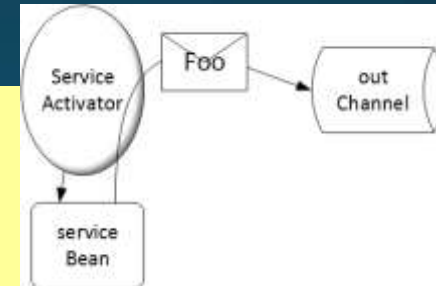 Service
Activator
Foo
out
Channel
service
Bean